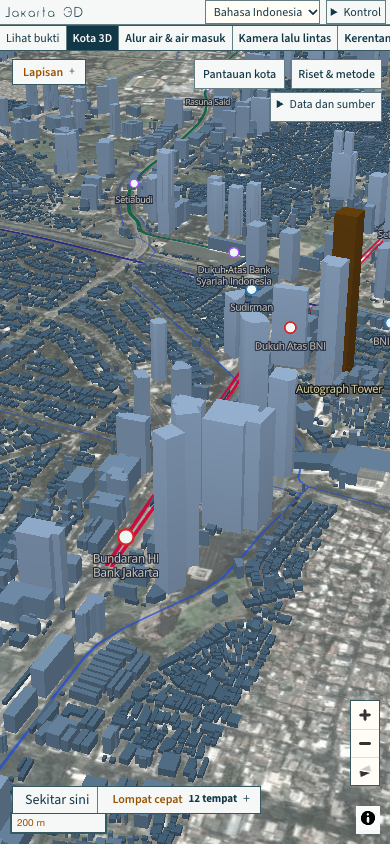 Jakarta 3D
Bahasa Indonesia
▶ Kontrol
Lihat bukti
Kota 3D
Alur air & air masuk
Kamera lalu lintas
Lapisan +
Pantauan kota
Riset & metode
▶ Data dan sumber
Rasuna Said
Setiabudi
Dukuh Atas Bank
Syariah Indonesia
Sudirman
Dukuh Atas BNI
BNI
Autograph Tower
Bundaran HI
Bank Jakarta
Sekitar sini
Lompat cepat 12 tempat +
200 m